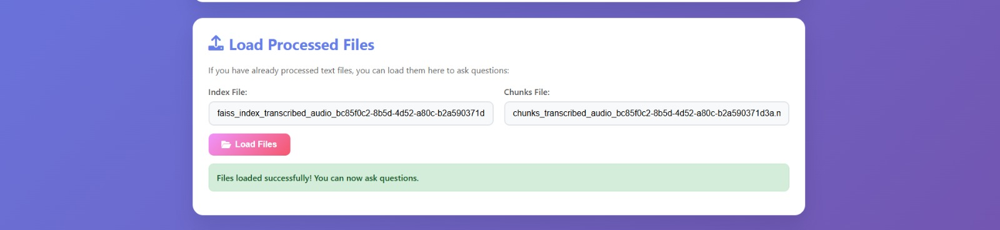 Load Processed Files
If you have already processed text files, you can load them here to ask questions:
Index File:
Chunks File:
faiss_index_transcribed_audio_bc85f0c2-8b5d-4d52-a80c-b2a590371d
chunks_transcribed_audio_bc85f0c2-8b5d-4d52-a80c-b2a590371d3a.n
Load Files
Files loaded successfully! You can now ask questions.